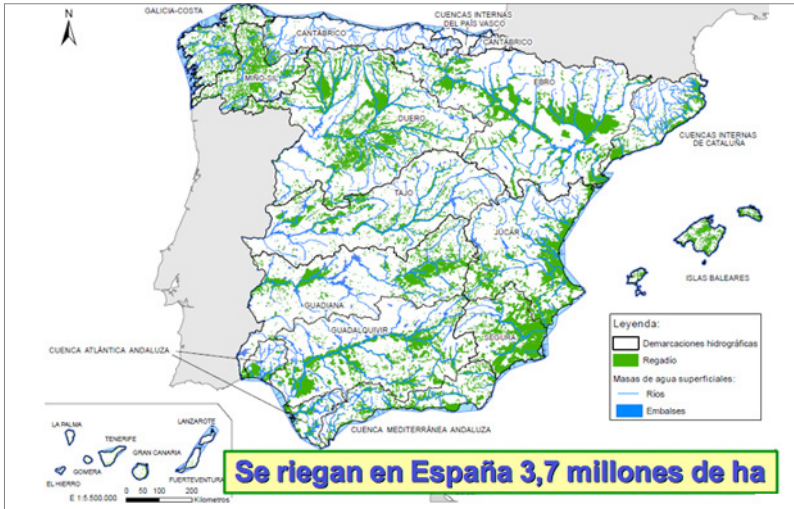 GALICIA-COSTA
N
CANTÁBRICO
CUENCAS INTERNAS
DEL PAÍS VASCO
CANTÁBRICO
MIÑO-SIL
EBRO
DUERO
CUENCAS INTERNAS
DE CATALUÑA
TAJO
JÚCAR
ISLAS BALEARES
GUADIANA
GUADALQUIVIR
SEGURA
CUENCA ATLÁNTICA ANDALUZA
CUENCA MEDITERRÁNEA ANDALUZA
Leyenda:
Demarcaciones hidrográficas
Regadío
Masas de agua superficiales:
Ríos
Embalses
LA PALMA
LANZAROTE
TENERIFE
GRAN CANARIA
GOMERA
EL HIERRO
FUERTEVENTURA
E 1:5.500.000
0 50 100 200
Kilómetros
Se riegan en España 3,7 millones de ha